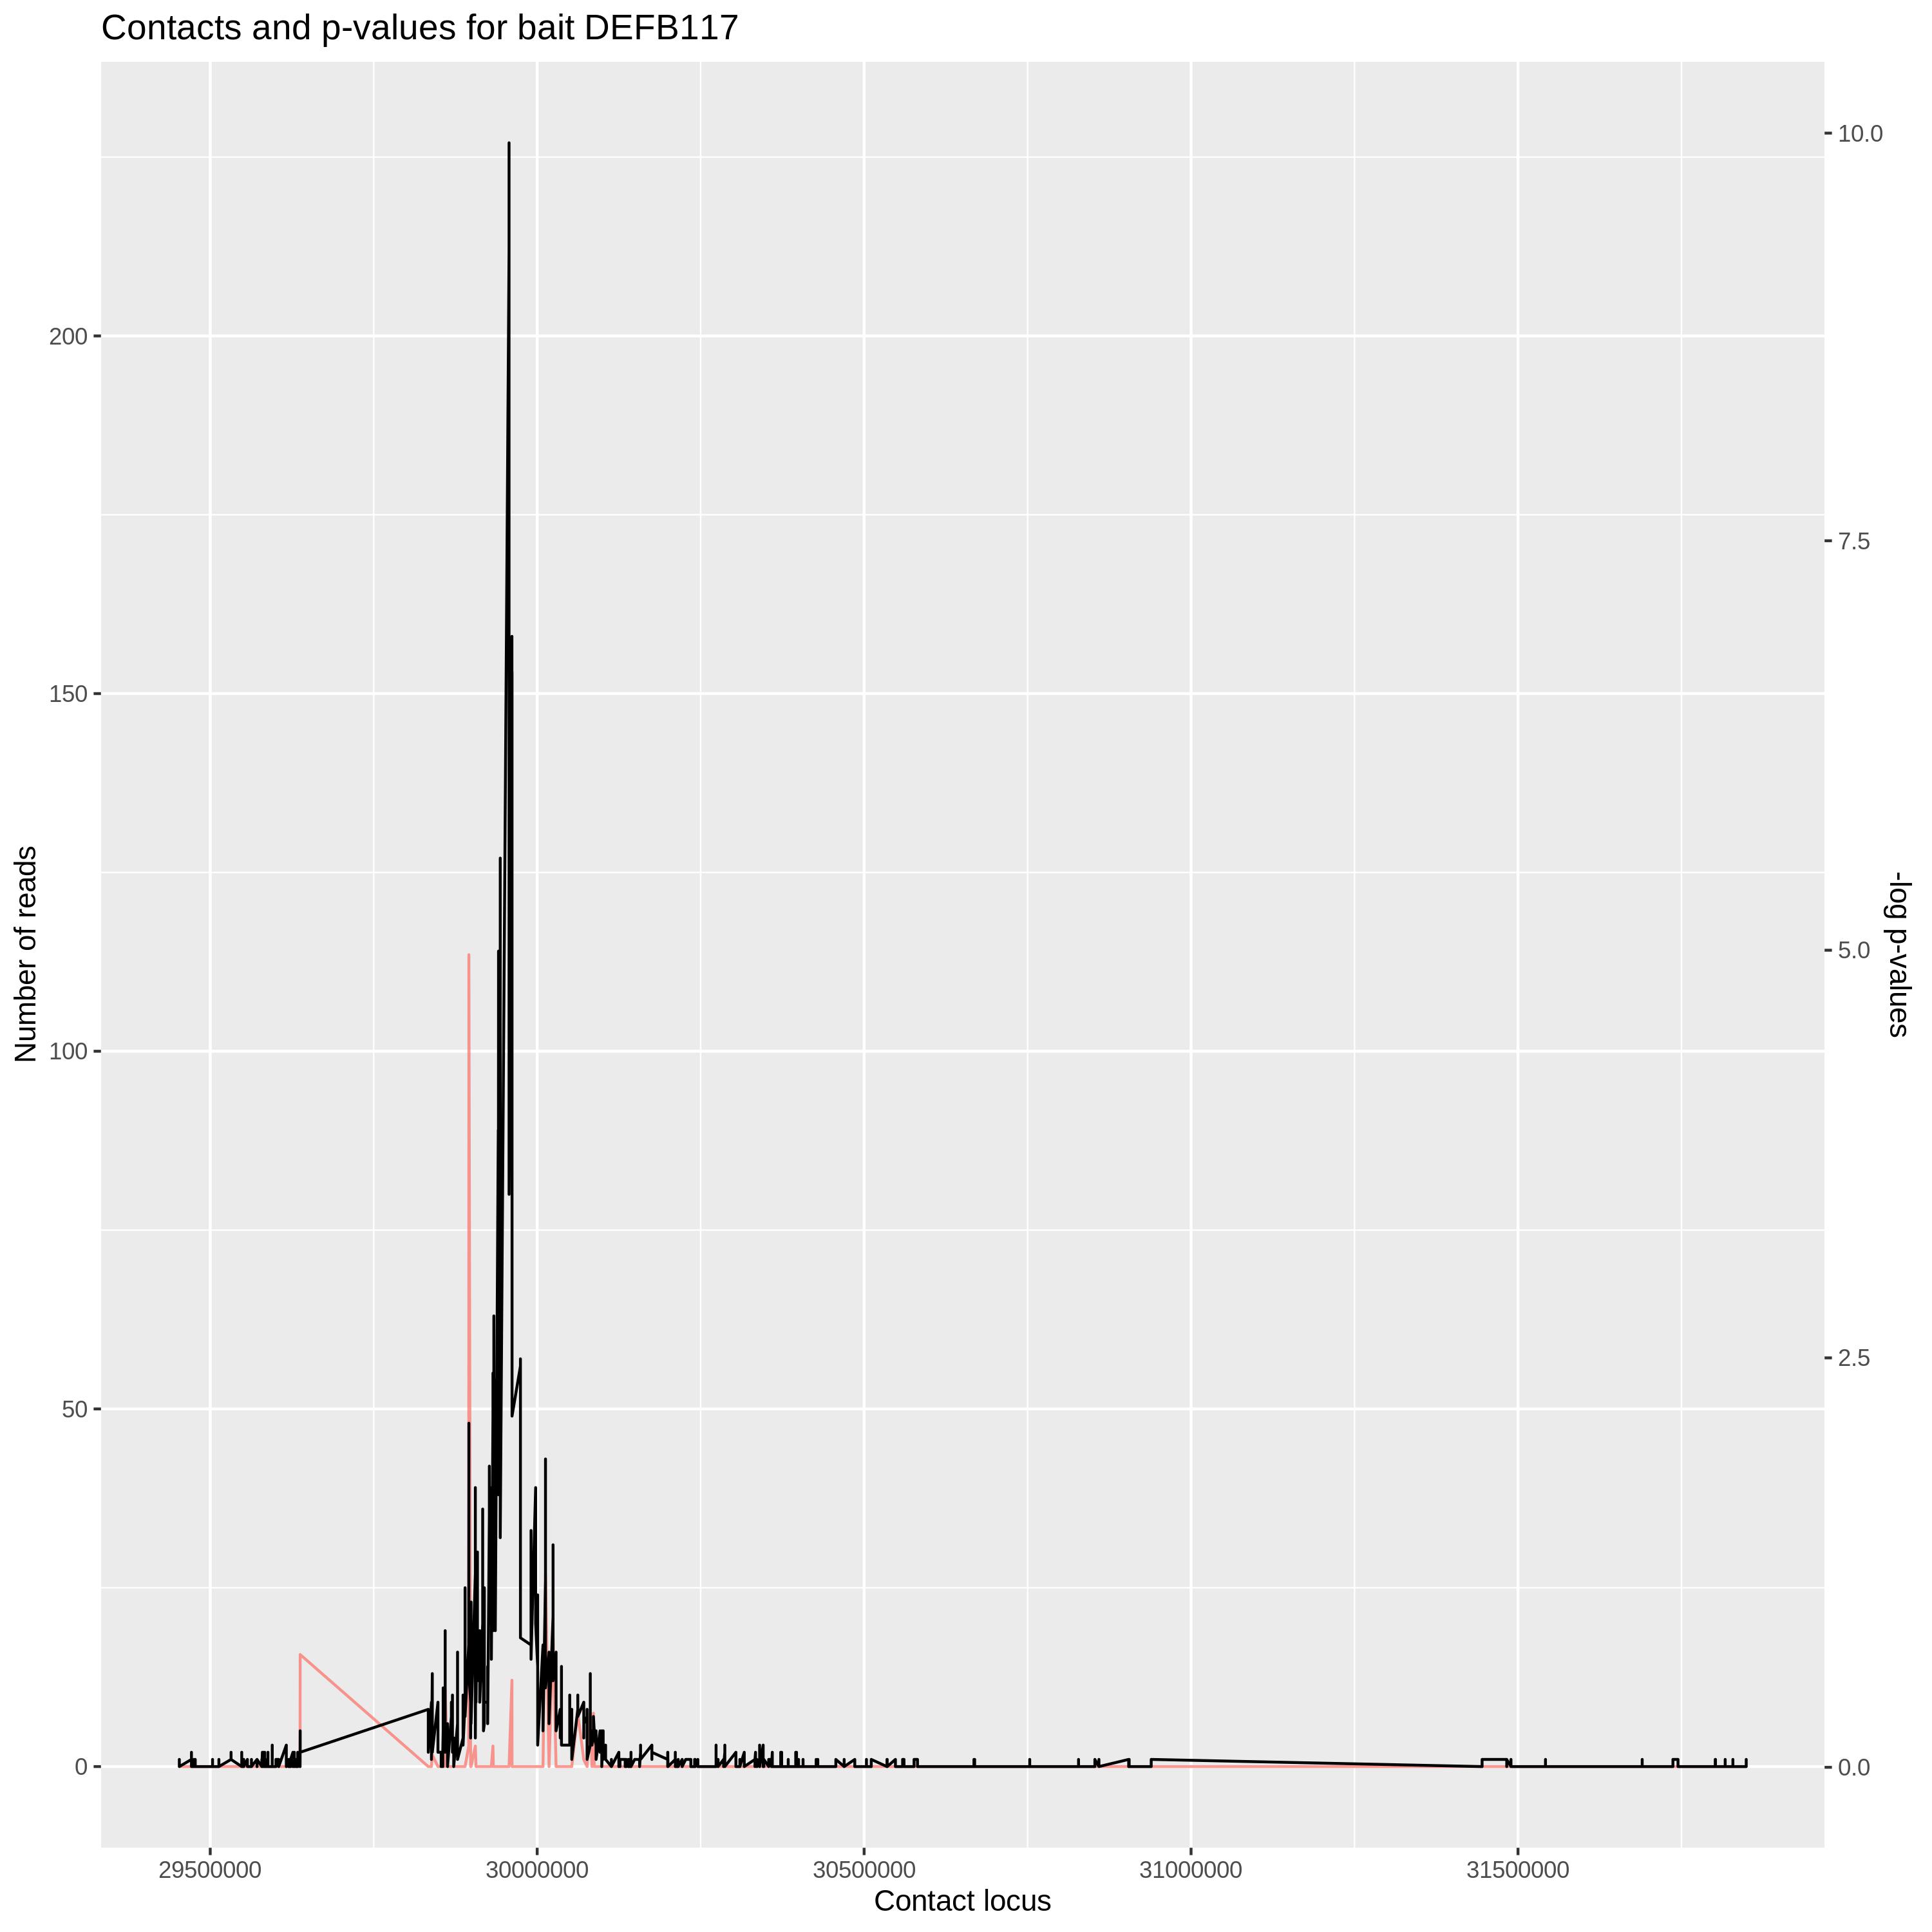 Contacts and p-values for bait DEFB117
10.0
200
7.5
150
Number of reads
-log p-values
5.0
100
2.5
50
0
0.0
29500000 30000000 30500000 31000000 31500000
Contact locus